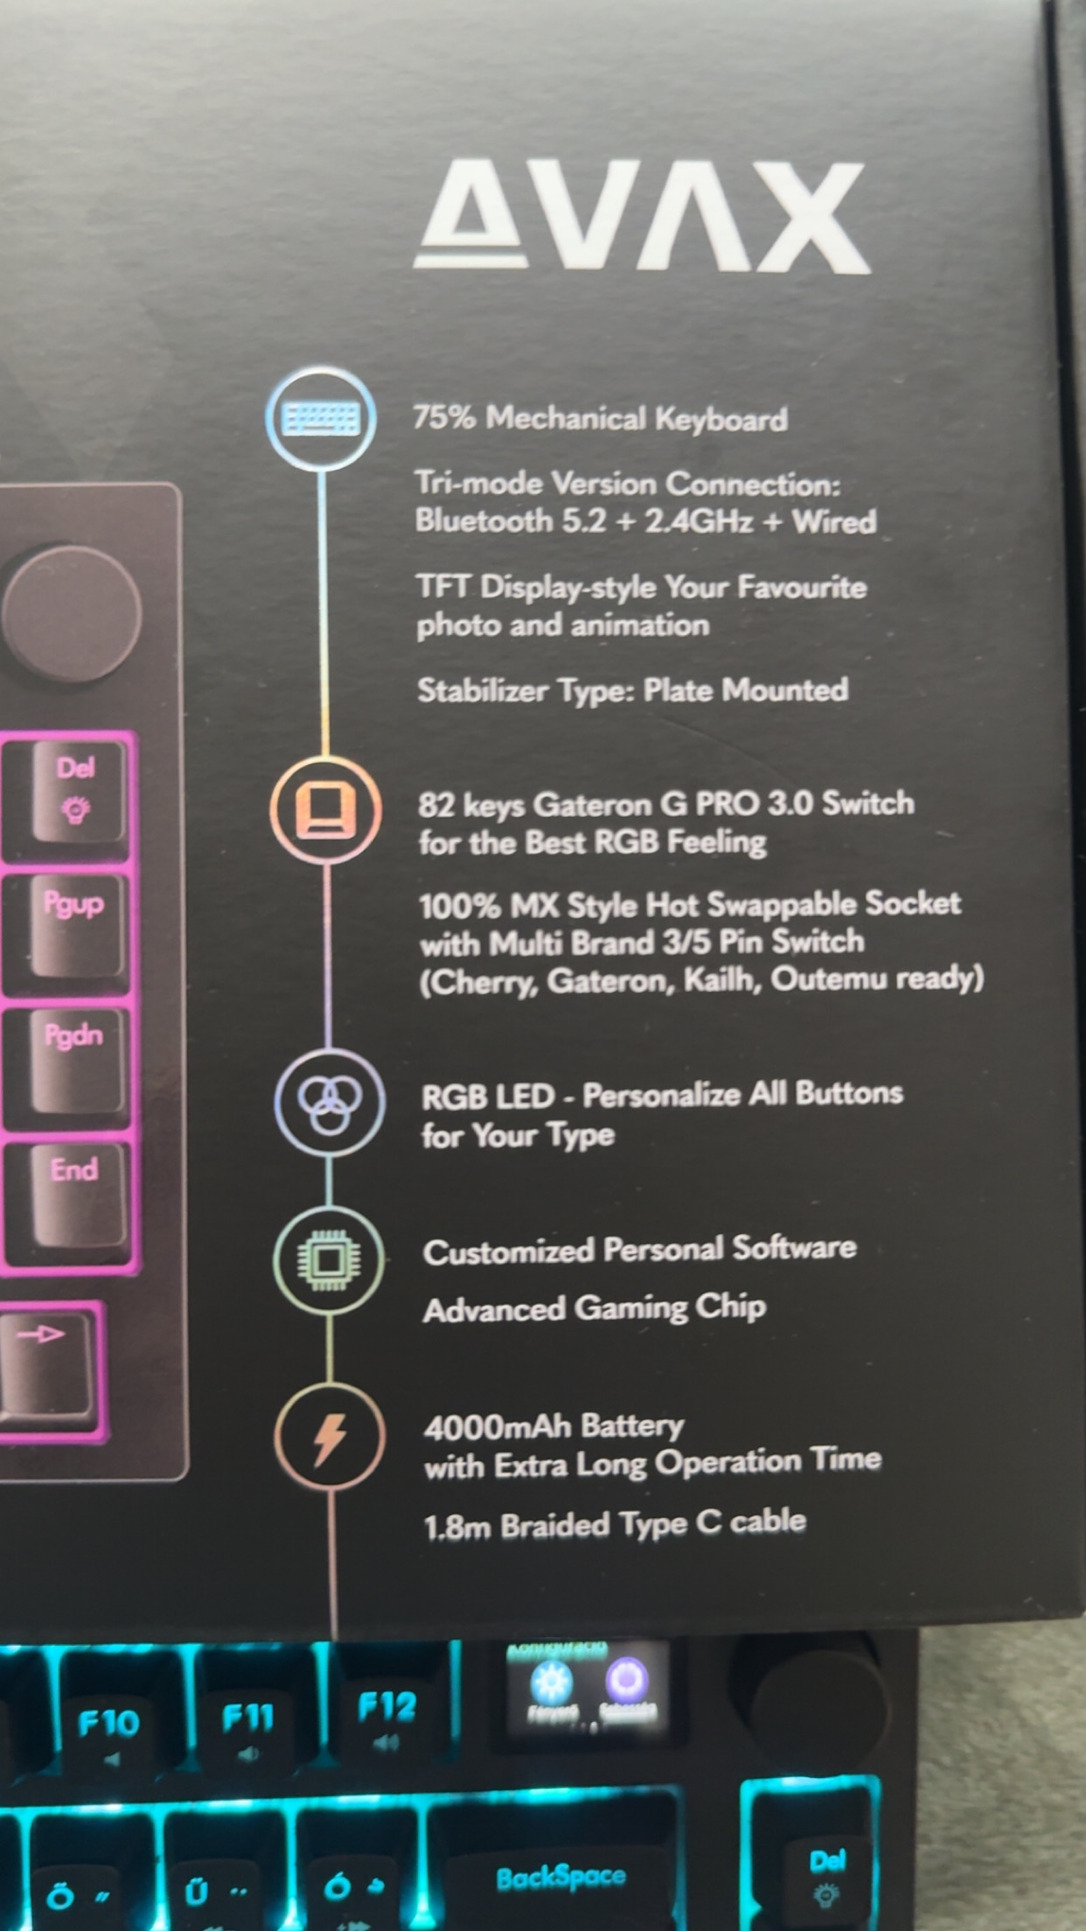 AVAX
75% Mechanical Keyboard
Tri-mode Version Connection:
Bluetooth 5.2 + 2.4GHz + Wired
TFT Display-style Your Favourite
photo and animation
Stabilizer Type: Plate Mounted
Del
82 keys Gateron G PRO 3.0 Switch
for the Best RGB Feeling
Pgup
100% MX Style Hot Swappable Socket
with Multi Brand 3/5 Pin Switch
(Cherry, Gateron, Kailh, Outemu ready)
Pgdn
RGB LED - Personalize All Buttons
for Your Type
End
Customized Personal Software
Advanced Gaming Chip
4000mAh Battery
with Extra Long Operation Time
1.8m Braided Type C cable
Konfiguráció
F10 F11 F12
Ő " Ű ·· Ó BackSpace Del